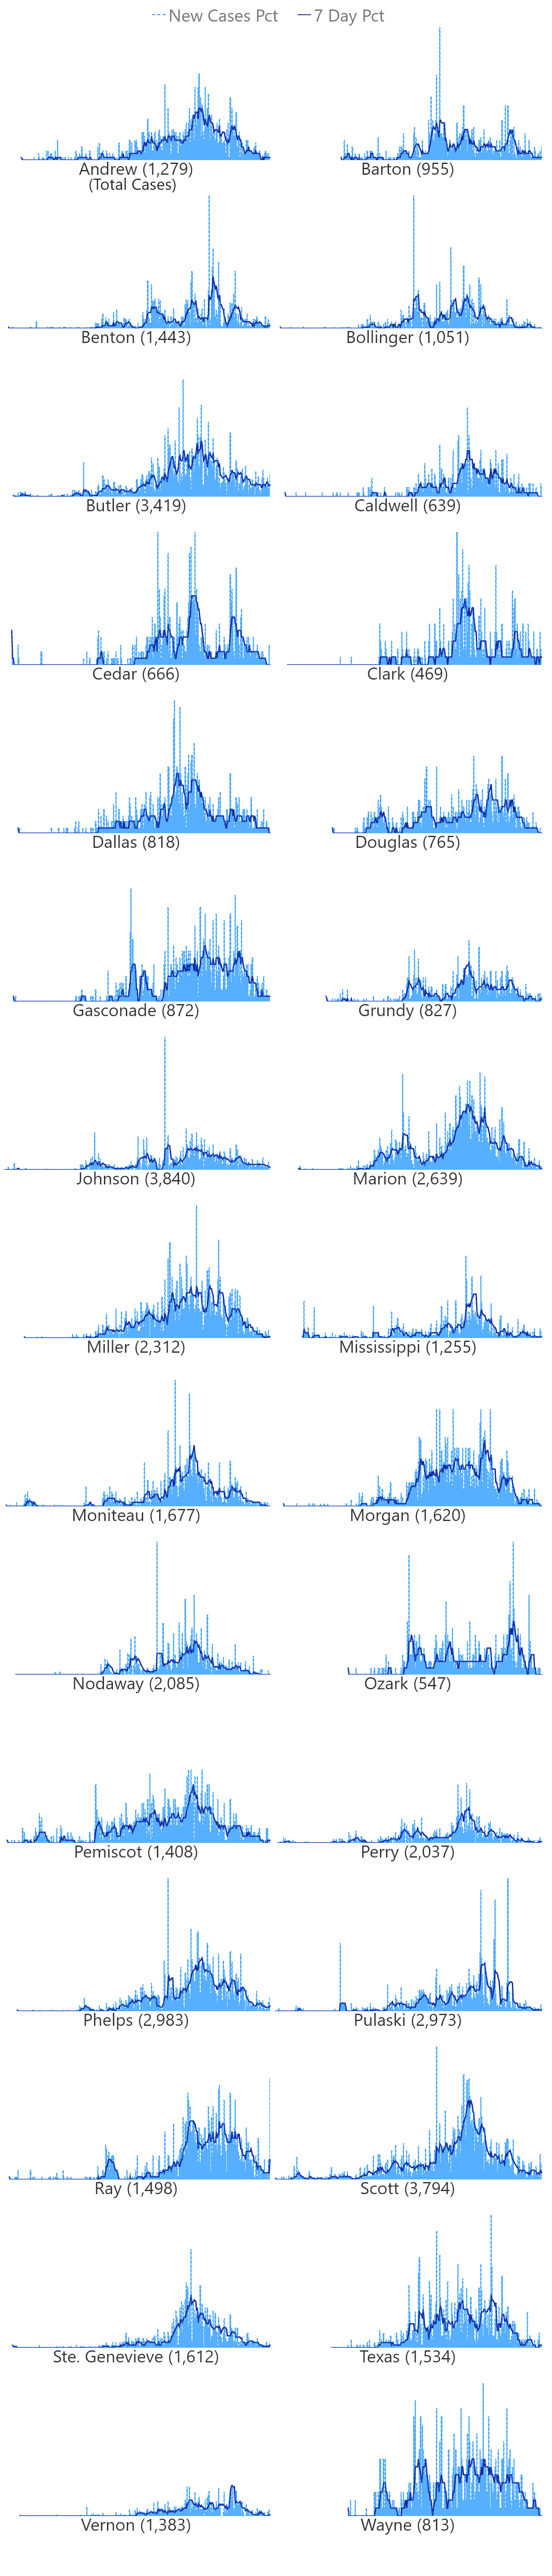 New Cases Pct 7 Day Pct
Andrew (1,279) Barton (955)
(Total Cases)
Benton (1,443) Bollinger (1,051)
Butler (3,419) Caldwell (639)
Cedar (666) Clark (469)
Dallas (818) Douglas (765)
Gasconade (872) Grundy (827)
Johnson (3,840) Marion (2,639)
Miller (2,312) Mississippi (1,255)
Moniteau (1,677) Morgan (1,620)
Nodaway (2,085) Ozark (547)
Pemiscot (1,408) Perry (2,037)
Phelps (2,983) Pulaski (2,973)
Ray (1,498) Scott (3,794)
Ste. Genevieve (1,612) Texas (1,534)
Vernon (1,383) Wayne (813)